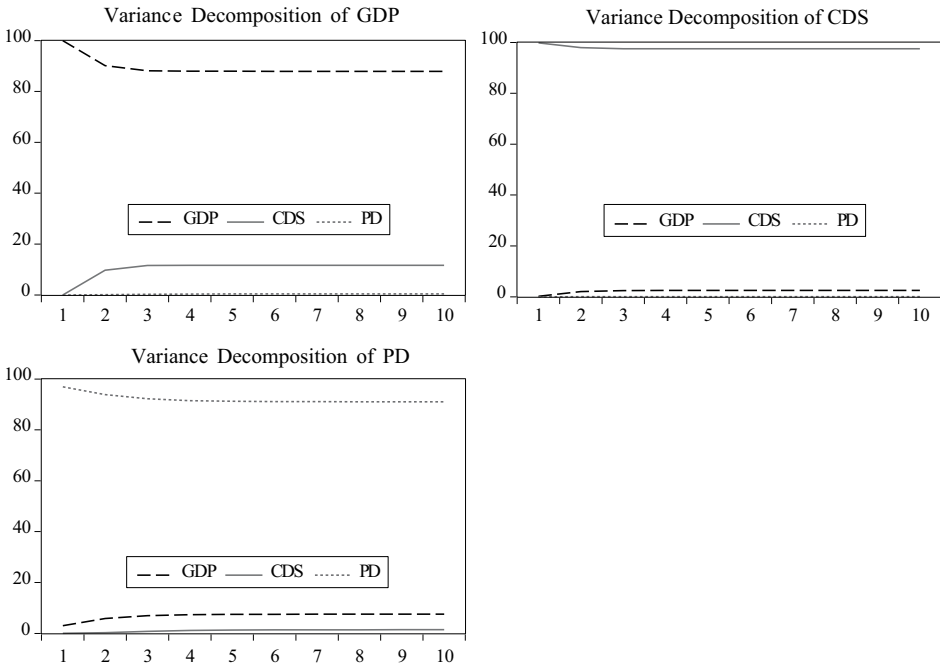 Variance Decomposition of GDP
100
80
60
40
20
0
GDP CDS PD
1 2 3 4 5 6 7 8 9 10
Variance Decomposition of CDS
100
80
60
40
20
0
GDP CDS PD
1 2 3 4 5 6 7 8 9 10
Variance Decomposition of PD
100
80
60
40
20
0
GDP CDS PD
1 2 3 4 5 6 7 8 9 10